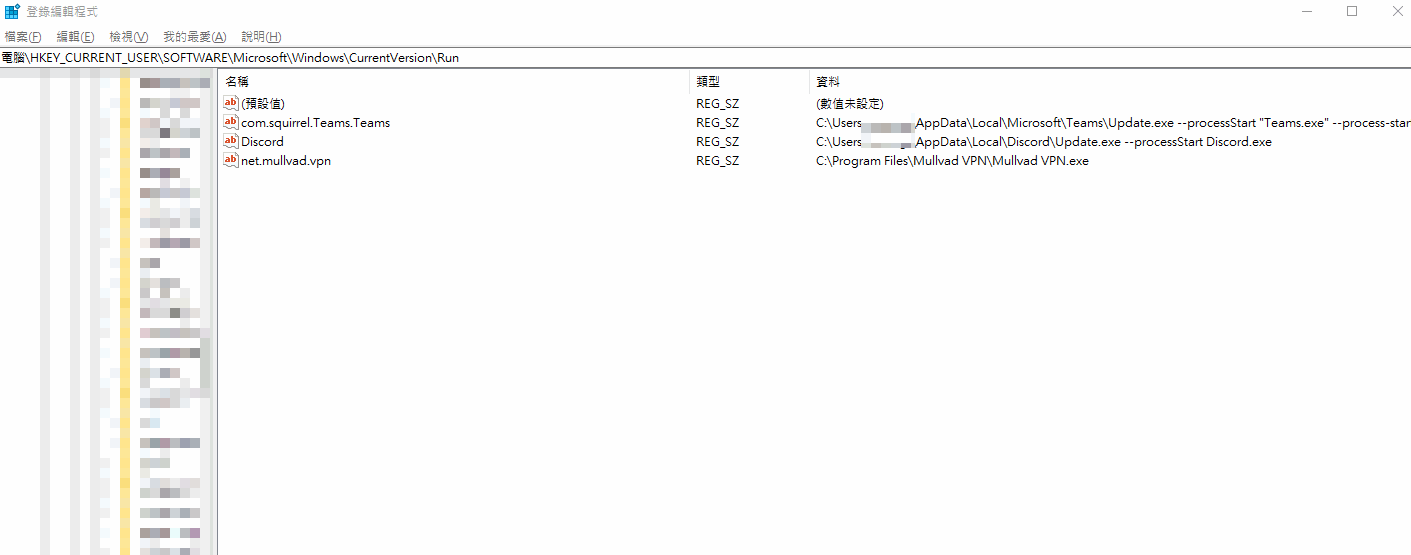 登錄編輯程式
檔案(F) 編輯(E) 檢視(V) 我的最愛(A) 說明(H)
電腦\HKEY_CURRENT_USER\SOFTWARE\Microsoft\Windows\CurrentVersion\Run
名稱 類型 資料
ab (預設值) REG_SZ (數值未設定)
ab com.squirrel.Teams.Teams REG_SZ C:\Users AppData\Local\Microsoft\Teams\Update.exe --processStart "Teams.exe" --process-star
ab Discord REG_SZ C:\Users AppData\Local\Discord\Update.exe --processStart Discord.exe
ab net.mullvad.vpn REG_SZ C:\Program Files\Mullvad VPN\Mullvad VPN.exe